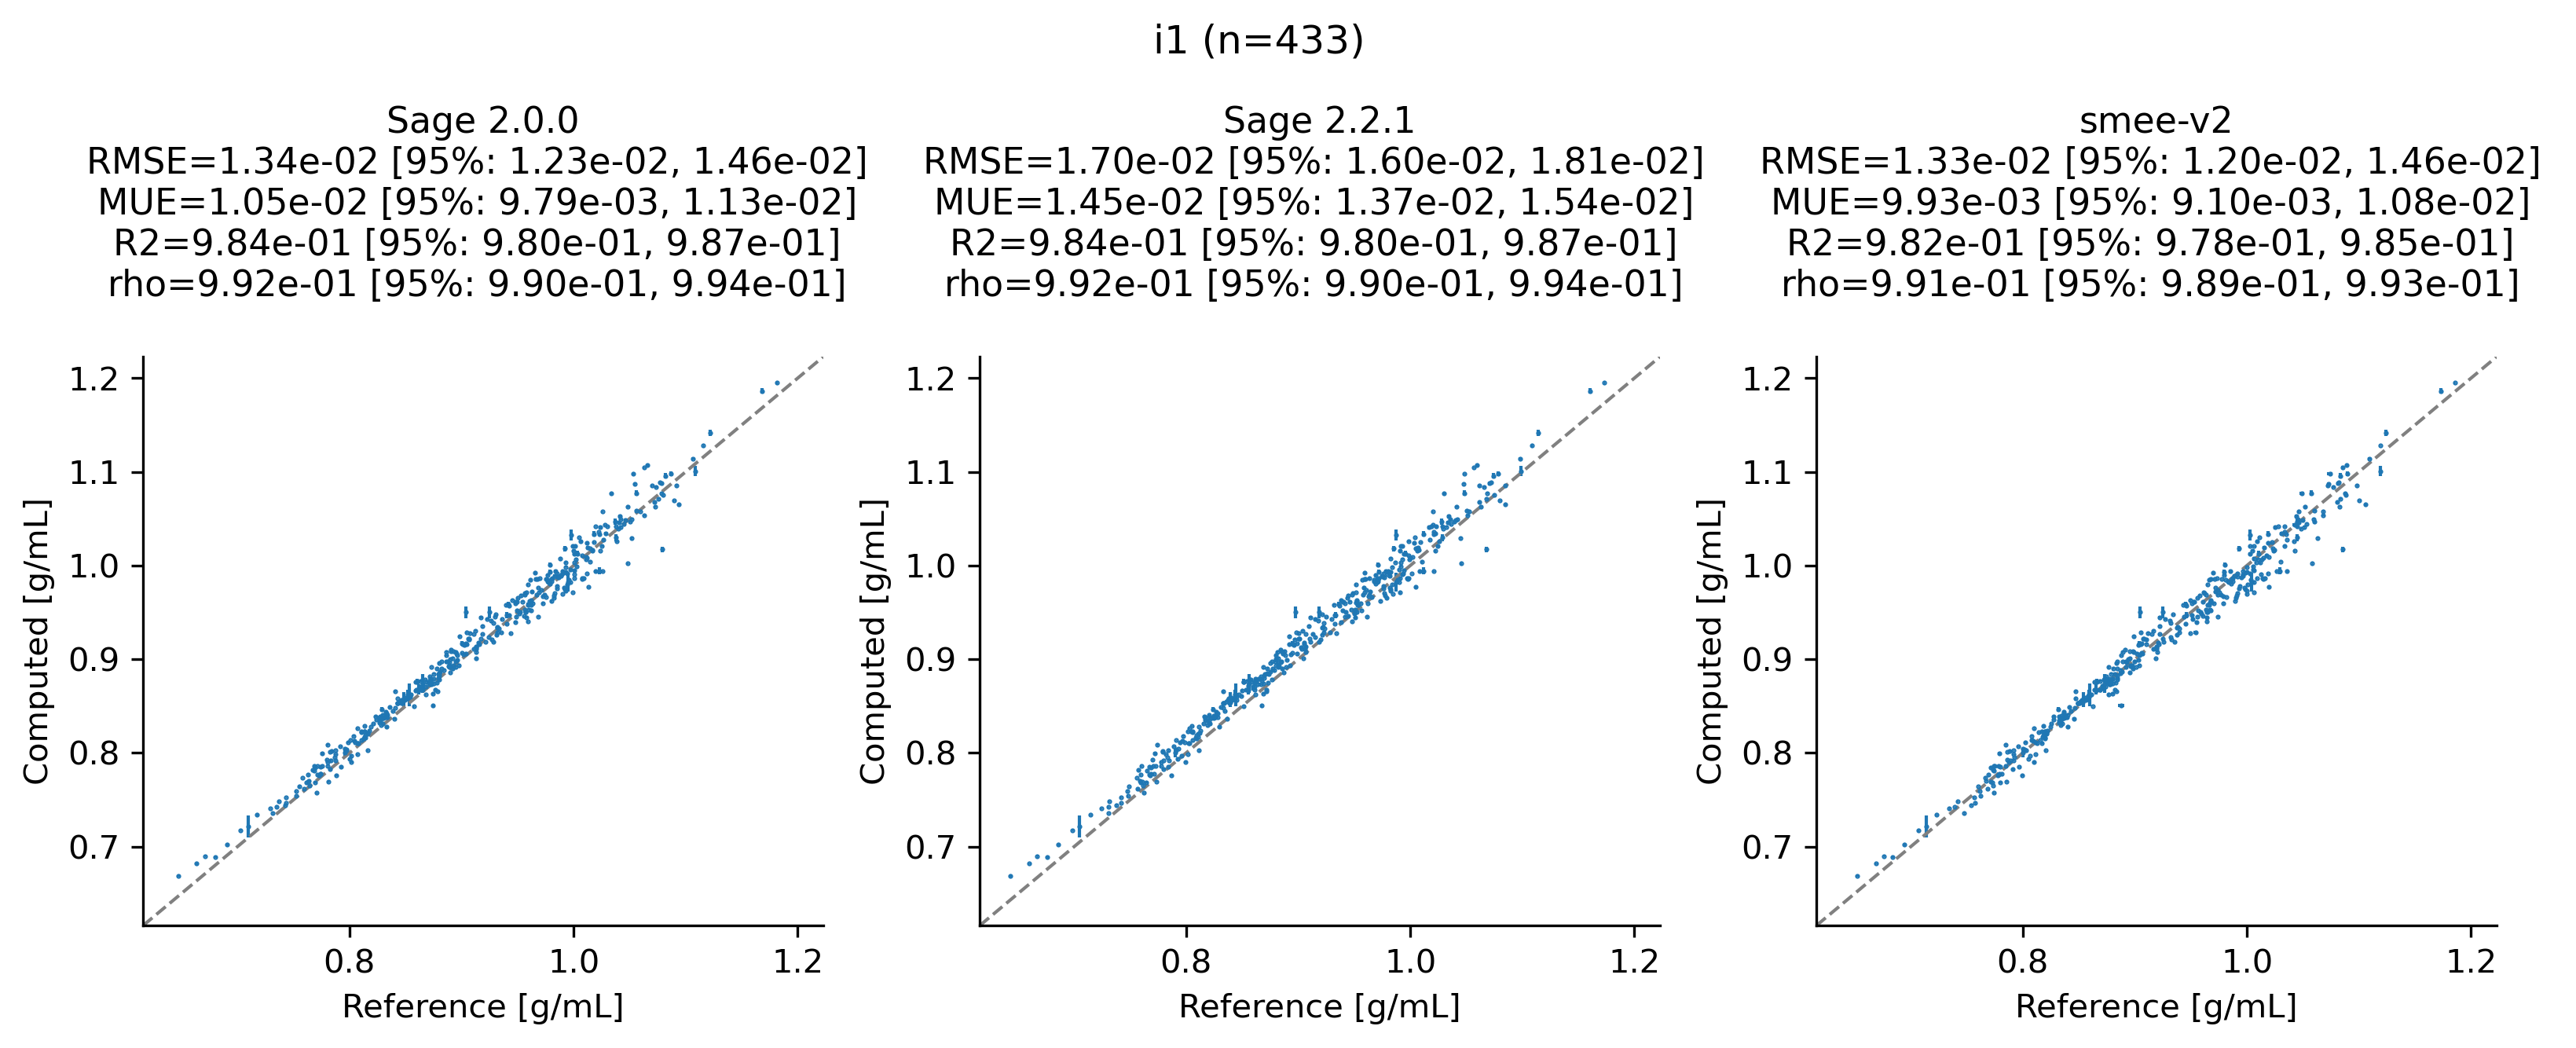 i1 (n=433)
Sage 2.0.0
RMSE=1.34e-02 [95%: 1.23e-02, 1.46e-02]
MUE=1.05e-02 [95%: 9.79e-03, 1.13e-02]
R2=9.84e-01 [95%: 9.80e-01, 9.87e-01]
rho=9.92e-01 [95%: 9.90e-01, 9.94e-01]
1.2
1.1
1.0
0.9
0.8
0.7
Computed [g/mL]
0.8 1.0 1.2
Reference [g/mL]
Sage 2.2.1
RMSE=1.70e-02 [95%: 1.60e-02, 1.81e-02]
MUE=1.45e-02 [95%: 1.37e-02, 1.54e-02]
R2=9.84e-01 [95%: 9.80e-01, 9.87e-01]
rho=9.92e-01 [95%: 9.90e-01, 9.94e-01]
1.2
1.1
1.0
0.9
0.8
0.7
Computed [g/mL]
0.8 1.0 1.2
Reference [g/mL]
smee-v2
RMSE=1.33e-02 [95%: 1.20e-02, 1.46e-02]
MUE=9.93e-03 [95%: 9.10e-03, 1.08e-02]
R2=9.82e-01 [95%: 9.78e-01, 9.85e-01]
rho=9.91e-01 [95%: 9.89e-01, 9.93e-01]
1.2
1.1
1.0
0.9
0.8
0.7
Computed [g/mL]
0.8 1.0 1.2
Reference [g/mL]